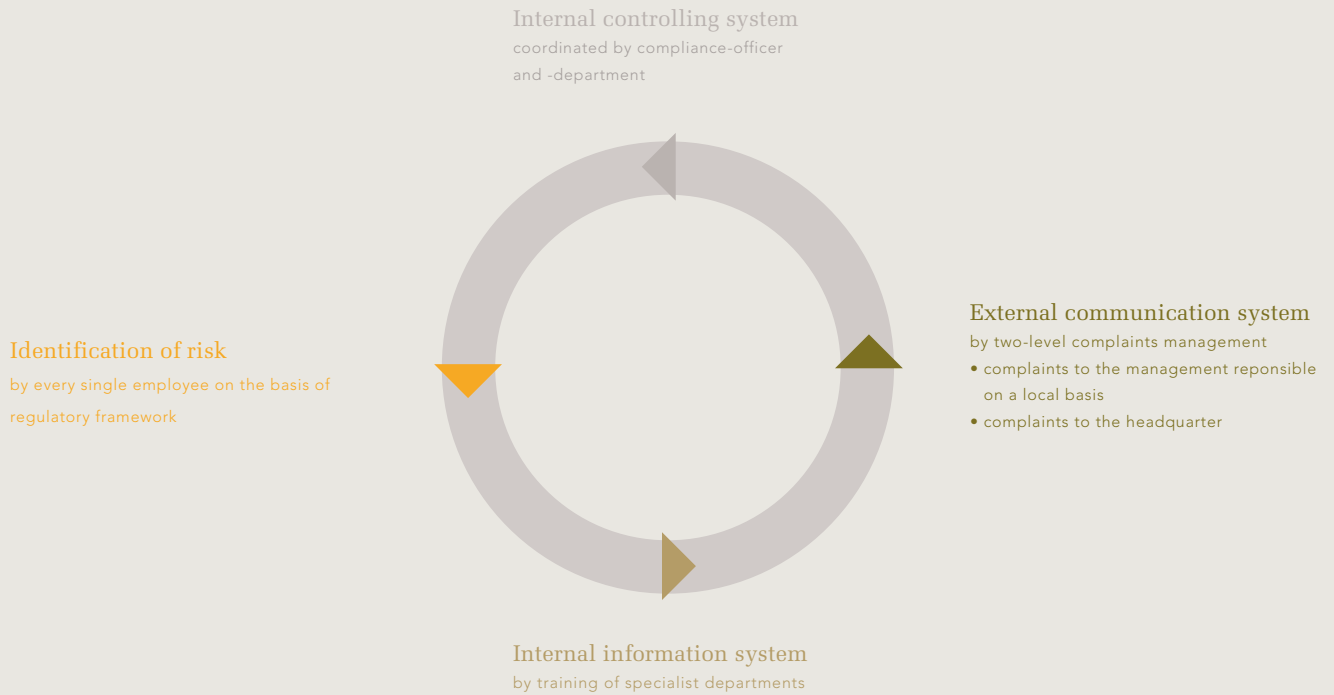 Internal controlling system
coordinated by compliance-officer
and -department
Identification of risk
by every single employee on the basis of
regulatory framework
External communication system
by two-level complaints management
• complaints to the management reponsible
on a local basis
• complaints to the headquarter
Internal information system
by training of specialist departments